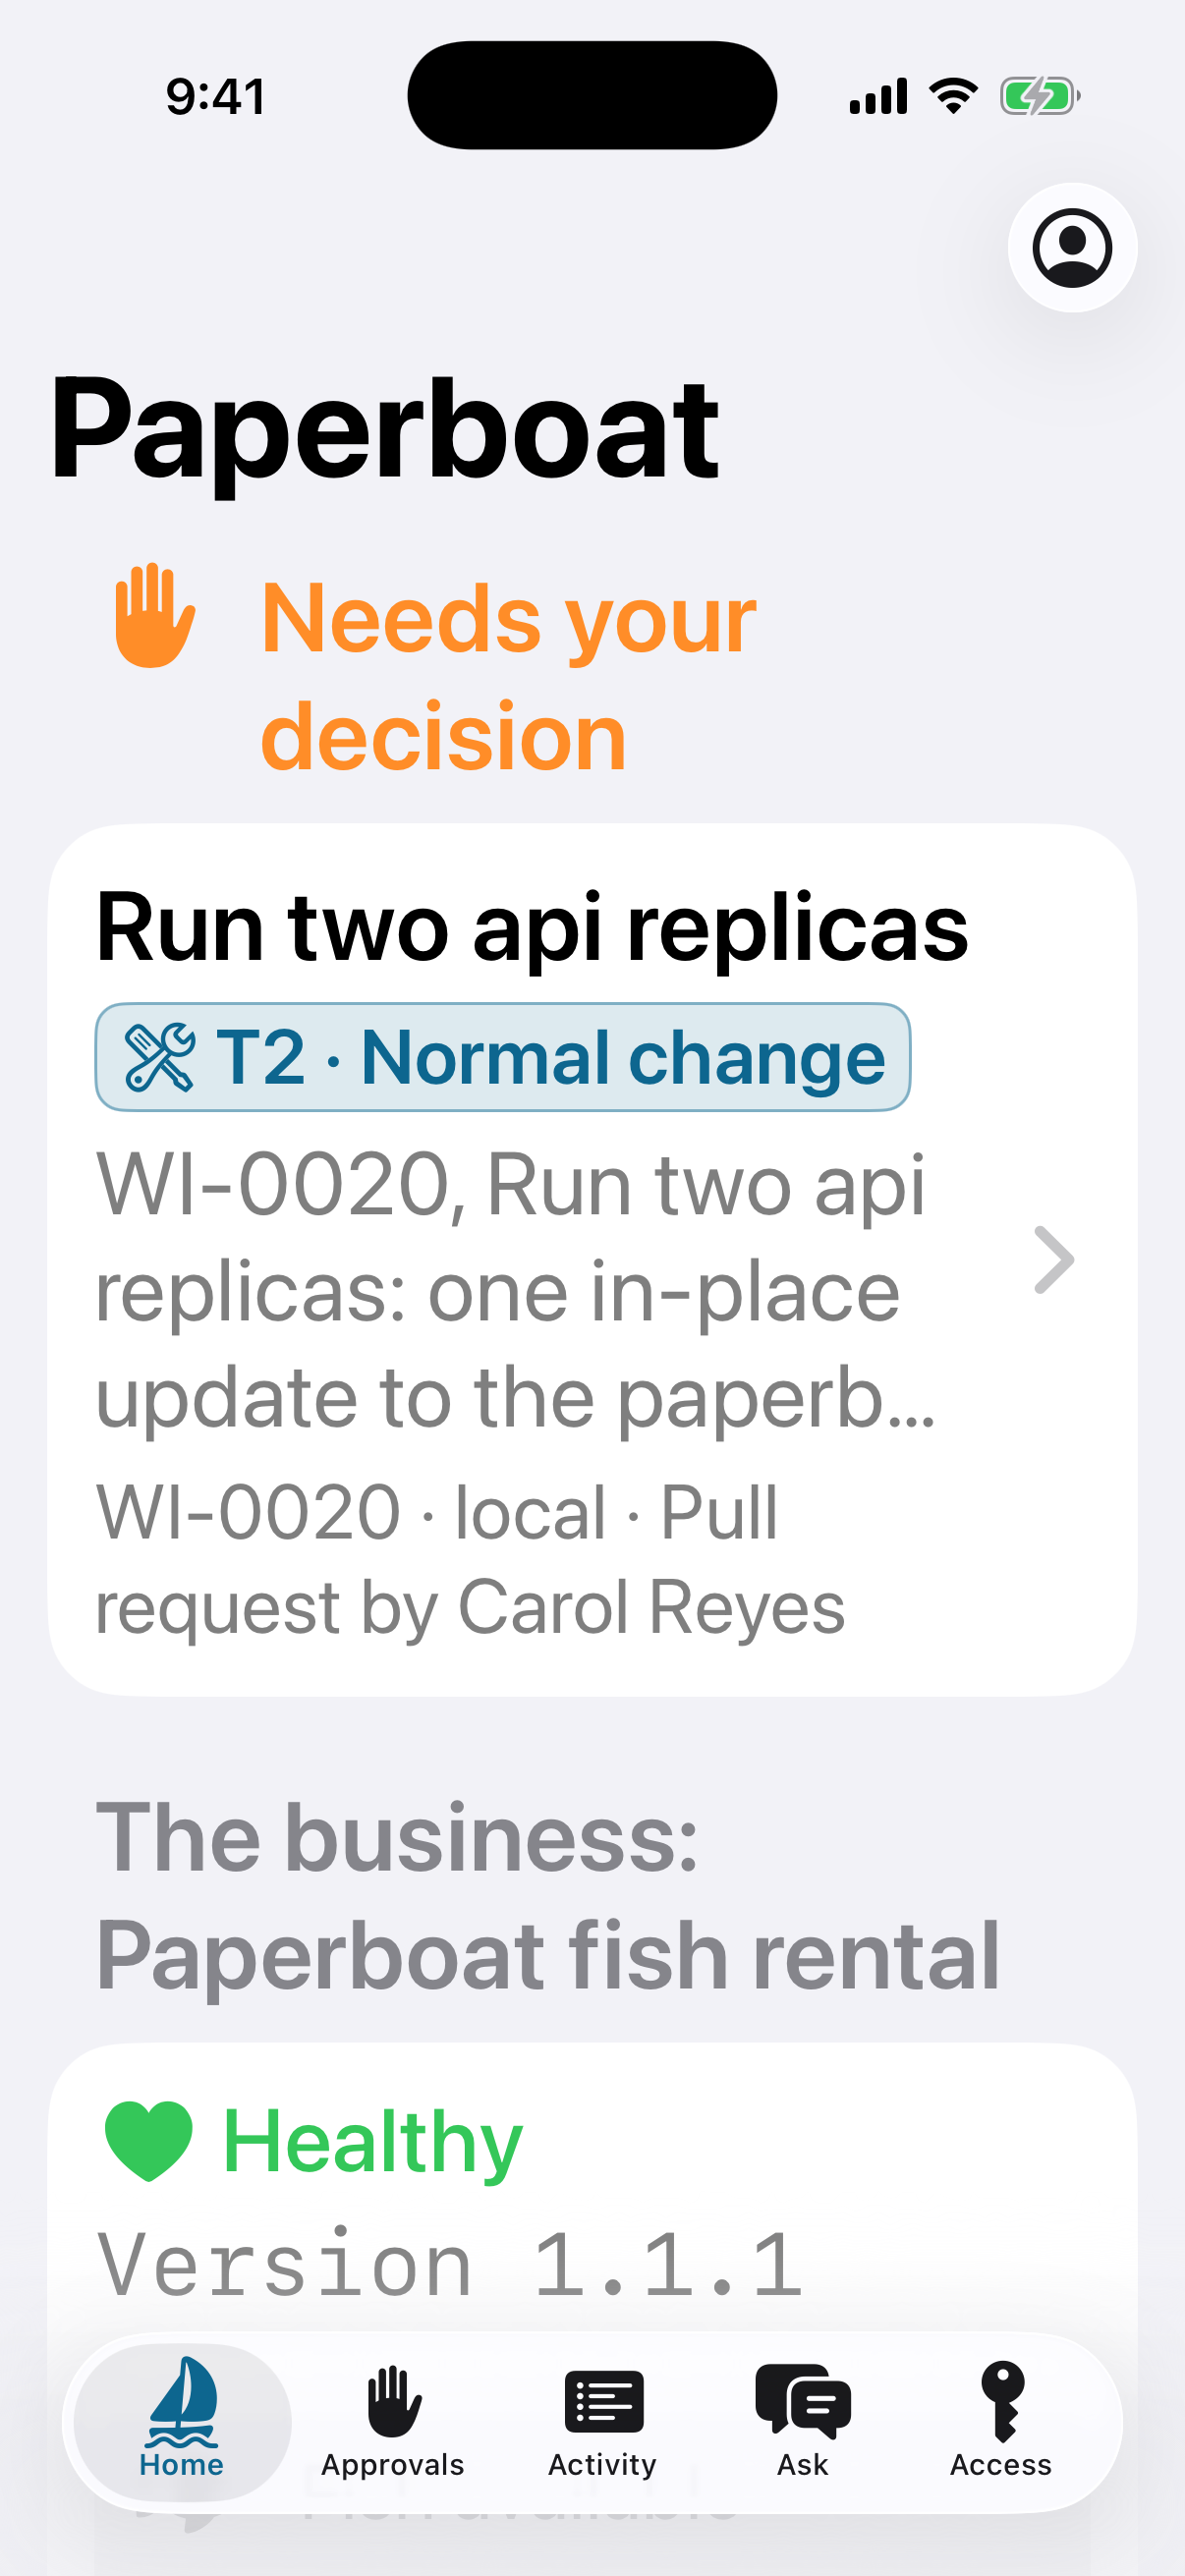 9:41
Paperboat
Needs your
decision
Run two api replicas
T2 · Normal change
WI-0020, Run two api
replicas: one in-place
update to the paperb...
WI-0020 · local · Pull
request by Carol Reyes
The business:
Paperboat fish rental
Healthy
Version 1.1.1
Home
Approvals
Activity
Ask
Access